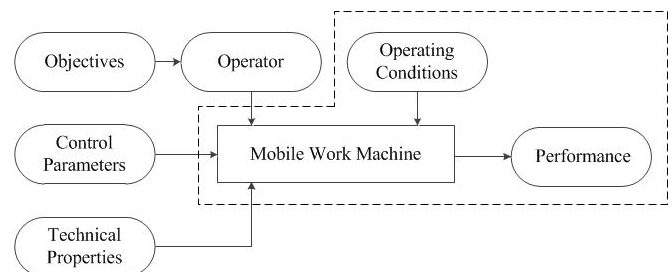 Objectives
Operator
Operating
Conditions
Control
Parameters
Mobile Work Machine
Performance
Technical
Properties